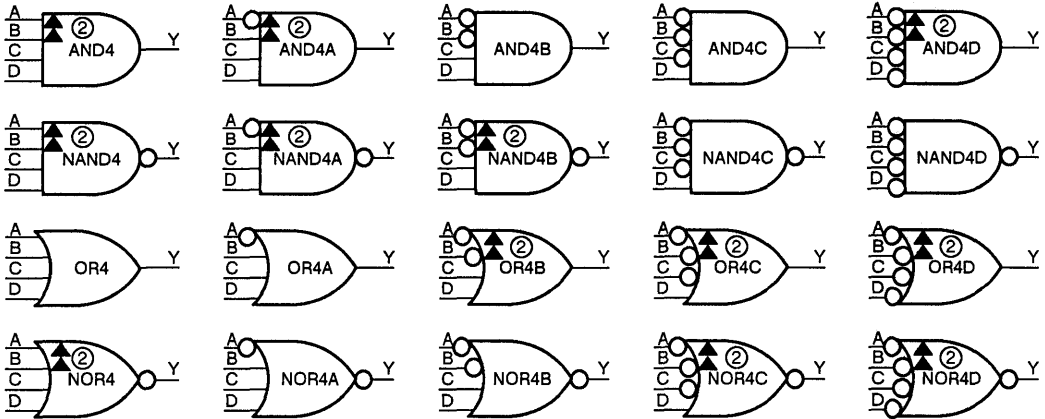 A B C D ② AND4 Y
A B C D ② AND4A Y
A B C D AND4B Y
A B C D AND4C Y
A B C D ② AND4D Y
A B C D ② NAND4 Y
A B C D ② NAND4A Y
A B C D ② NAND4B Y
A B C D NAND4C Y
A B C D NAND4D Y
A B C D OR4 Y
A B C D OR4A Y
A B C D ② OR4B Y
A B C D ② OR4C Y
A B C D ② OR4D Y
A B C D ② NOR4 Y
A B C D NOR4A Y
A B C D NOR4B Y
A B C D ② NOR4C Y
A B C D ② NOR4D Y